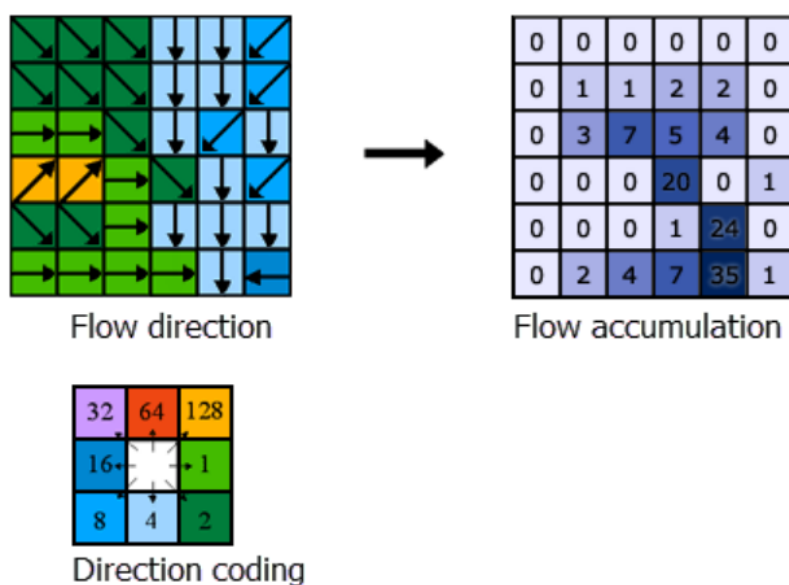 0 0 0 0 0 0
0 1 1 2 2 0
0 3 7 5 4 0
0 0 0 20 0 1
0 0 0 1 24 0
0 2 4 7 35 1
Flow direction
Flow accumulation
32 64 128
16 1
8 4 2
Direction coding